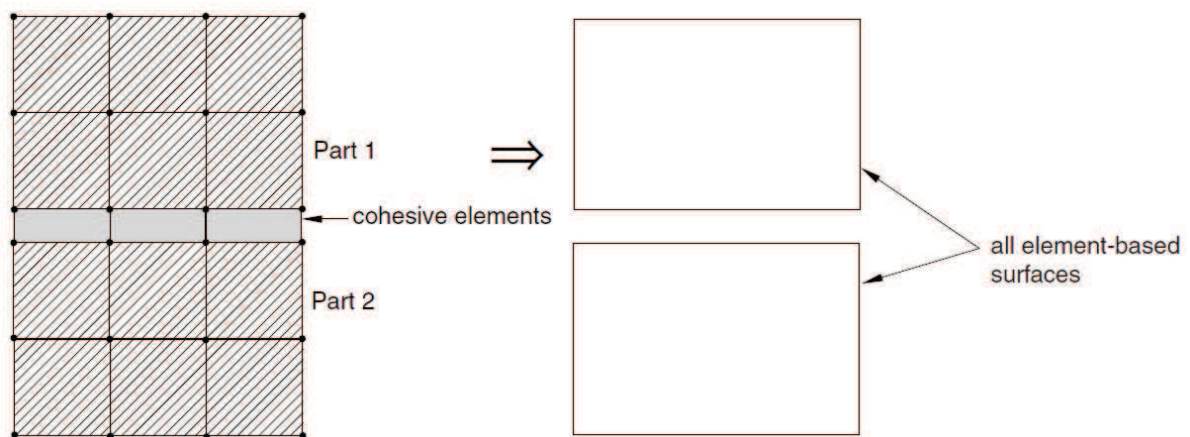 Part 1
cohesive elements
Part 2
all element-based
surfaces